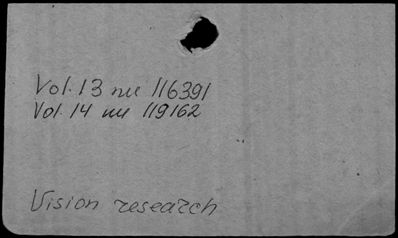 Vol. 13 nu 116391
Vol. 14 nu 119162
Vision research